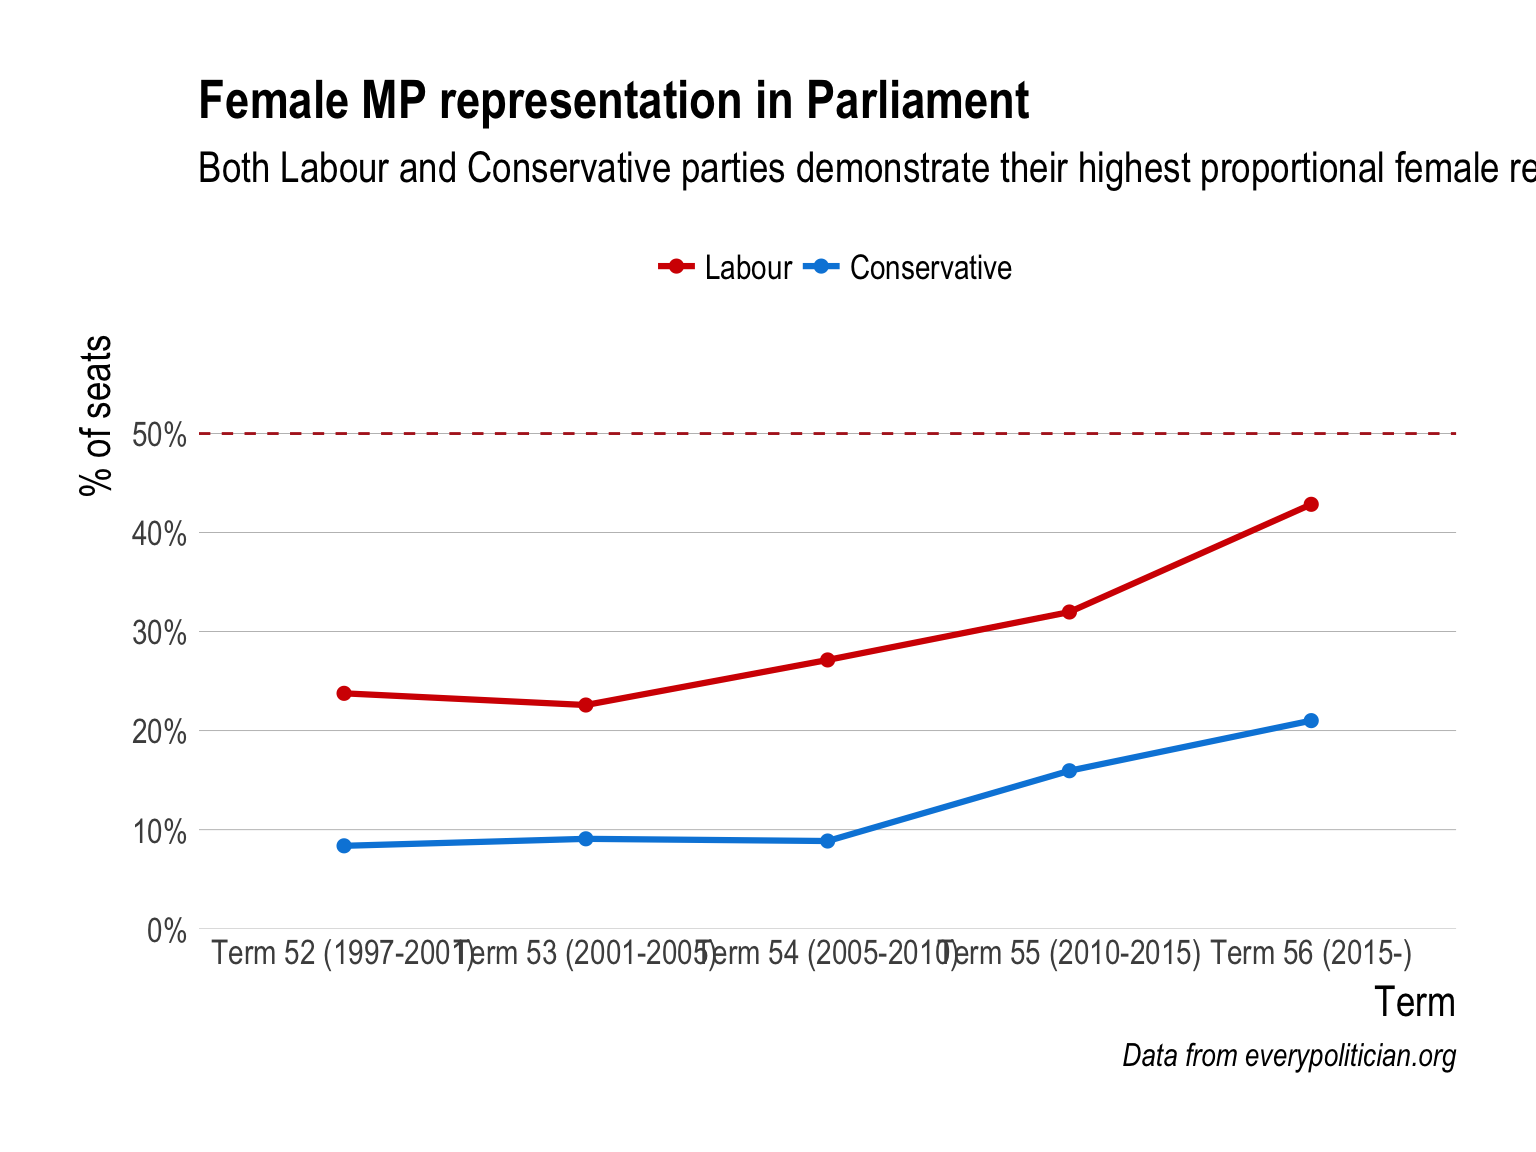 Female MP representation in Parliament
Both Labour and Conservative parties demonstrate their highest proportional female re
Labour Conservative
% of seats
50%
40%
30%
20%
10%
0%
Term 52 (1997-2001) Term 53 (2001-2005) Term 54 (2005-2010) Term 55 (2010-2015) Term 56 (2015-)
Term
Data from everypolitician.org